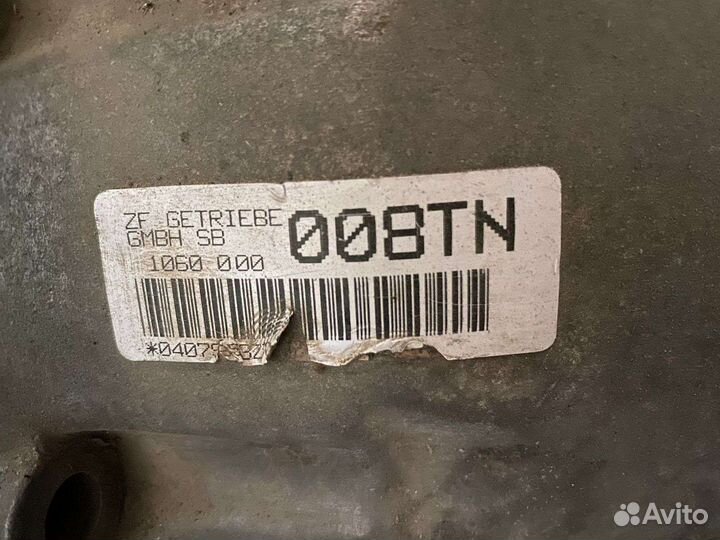 ZF GETRIEBE
GMBH SB
008TN
1060 000
Avito